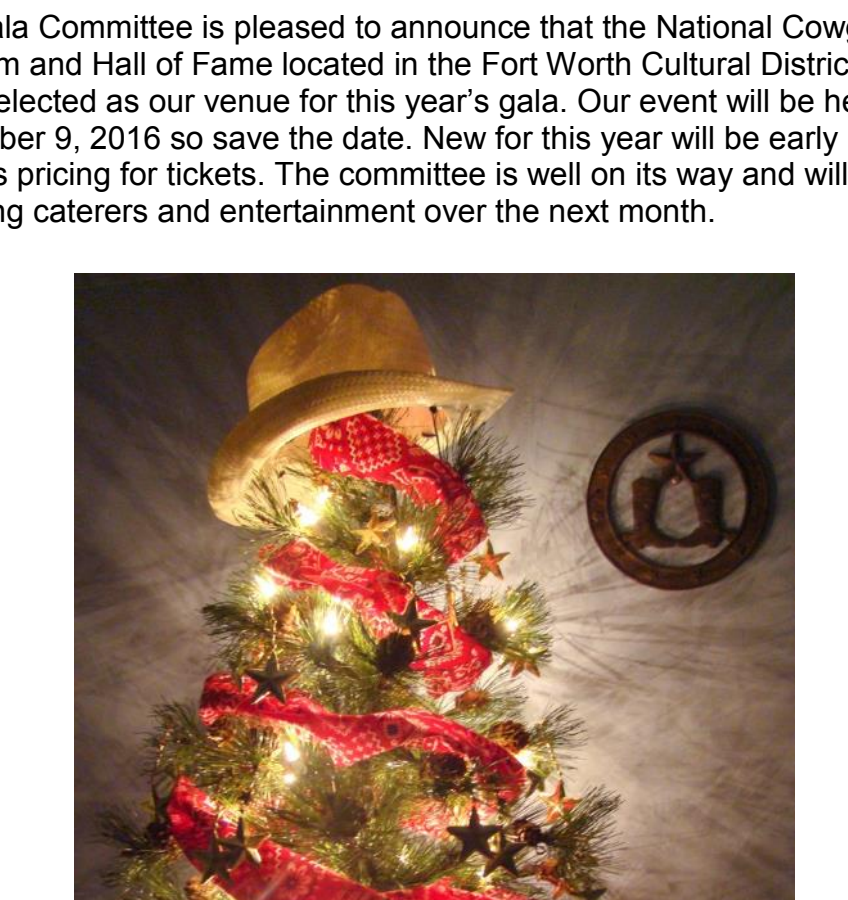 ala Committee is pleased to announce that the National Cowg
m and Hall of Fame located in the Fort Worth Cultural Distric
elected as our venue for this year’s gala. Our event will be he
ber 9, 2016 so save the date. New for this year will be early
s pricing for tickets. The committee is well on its way and will
ng caterers and entertainment over the next month.